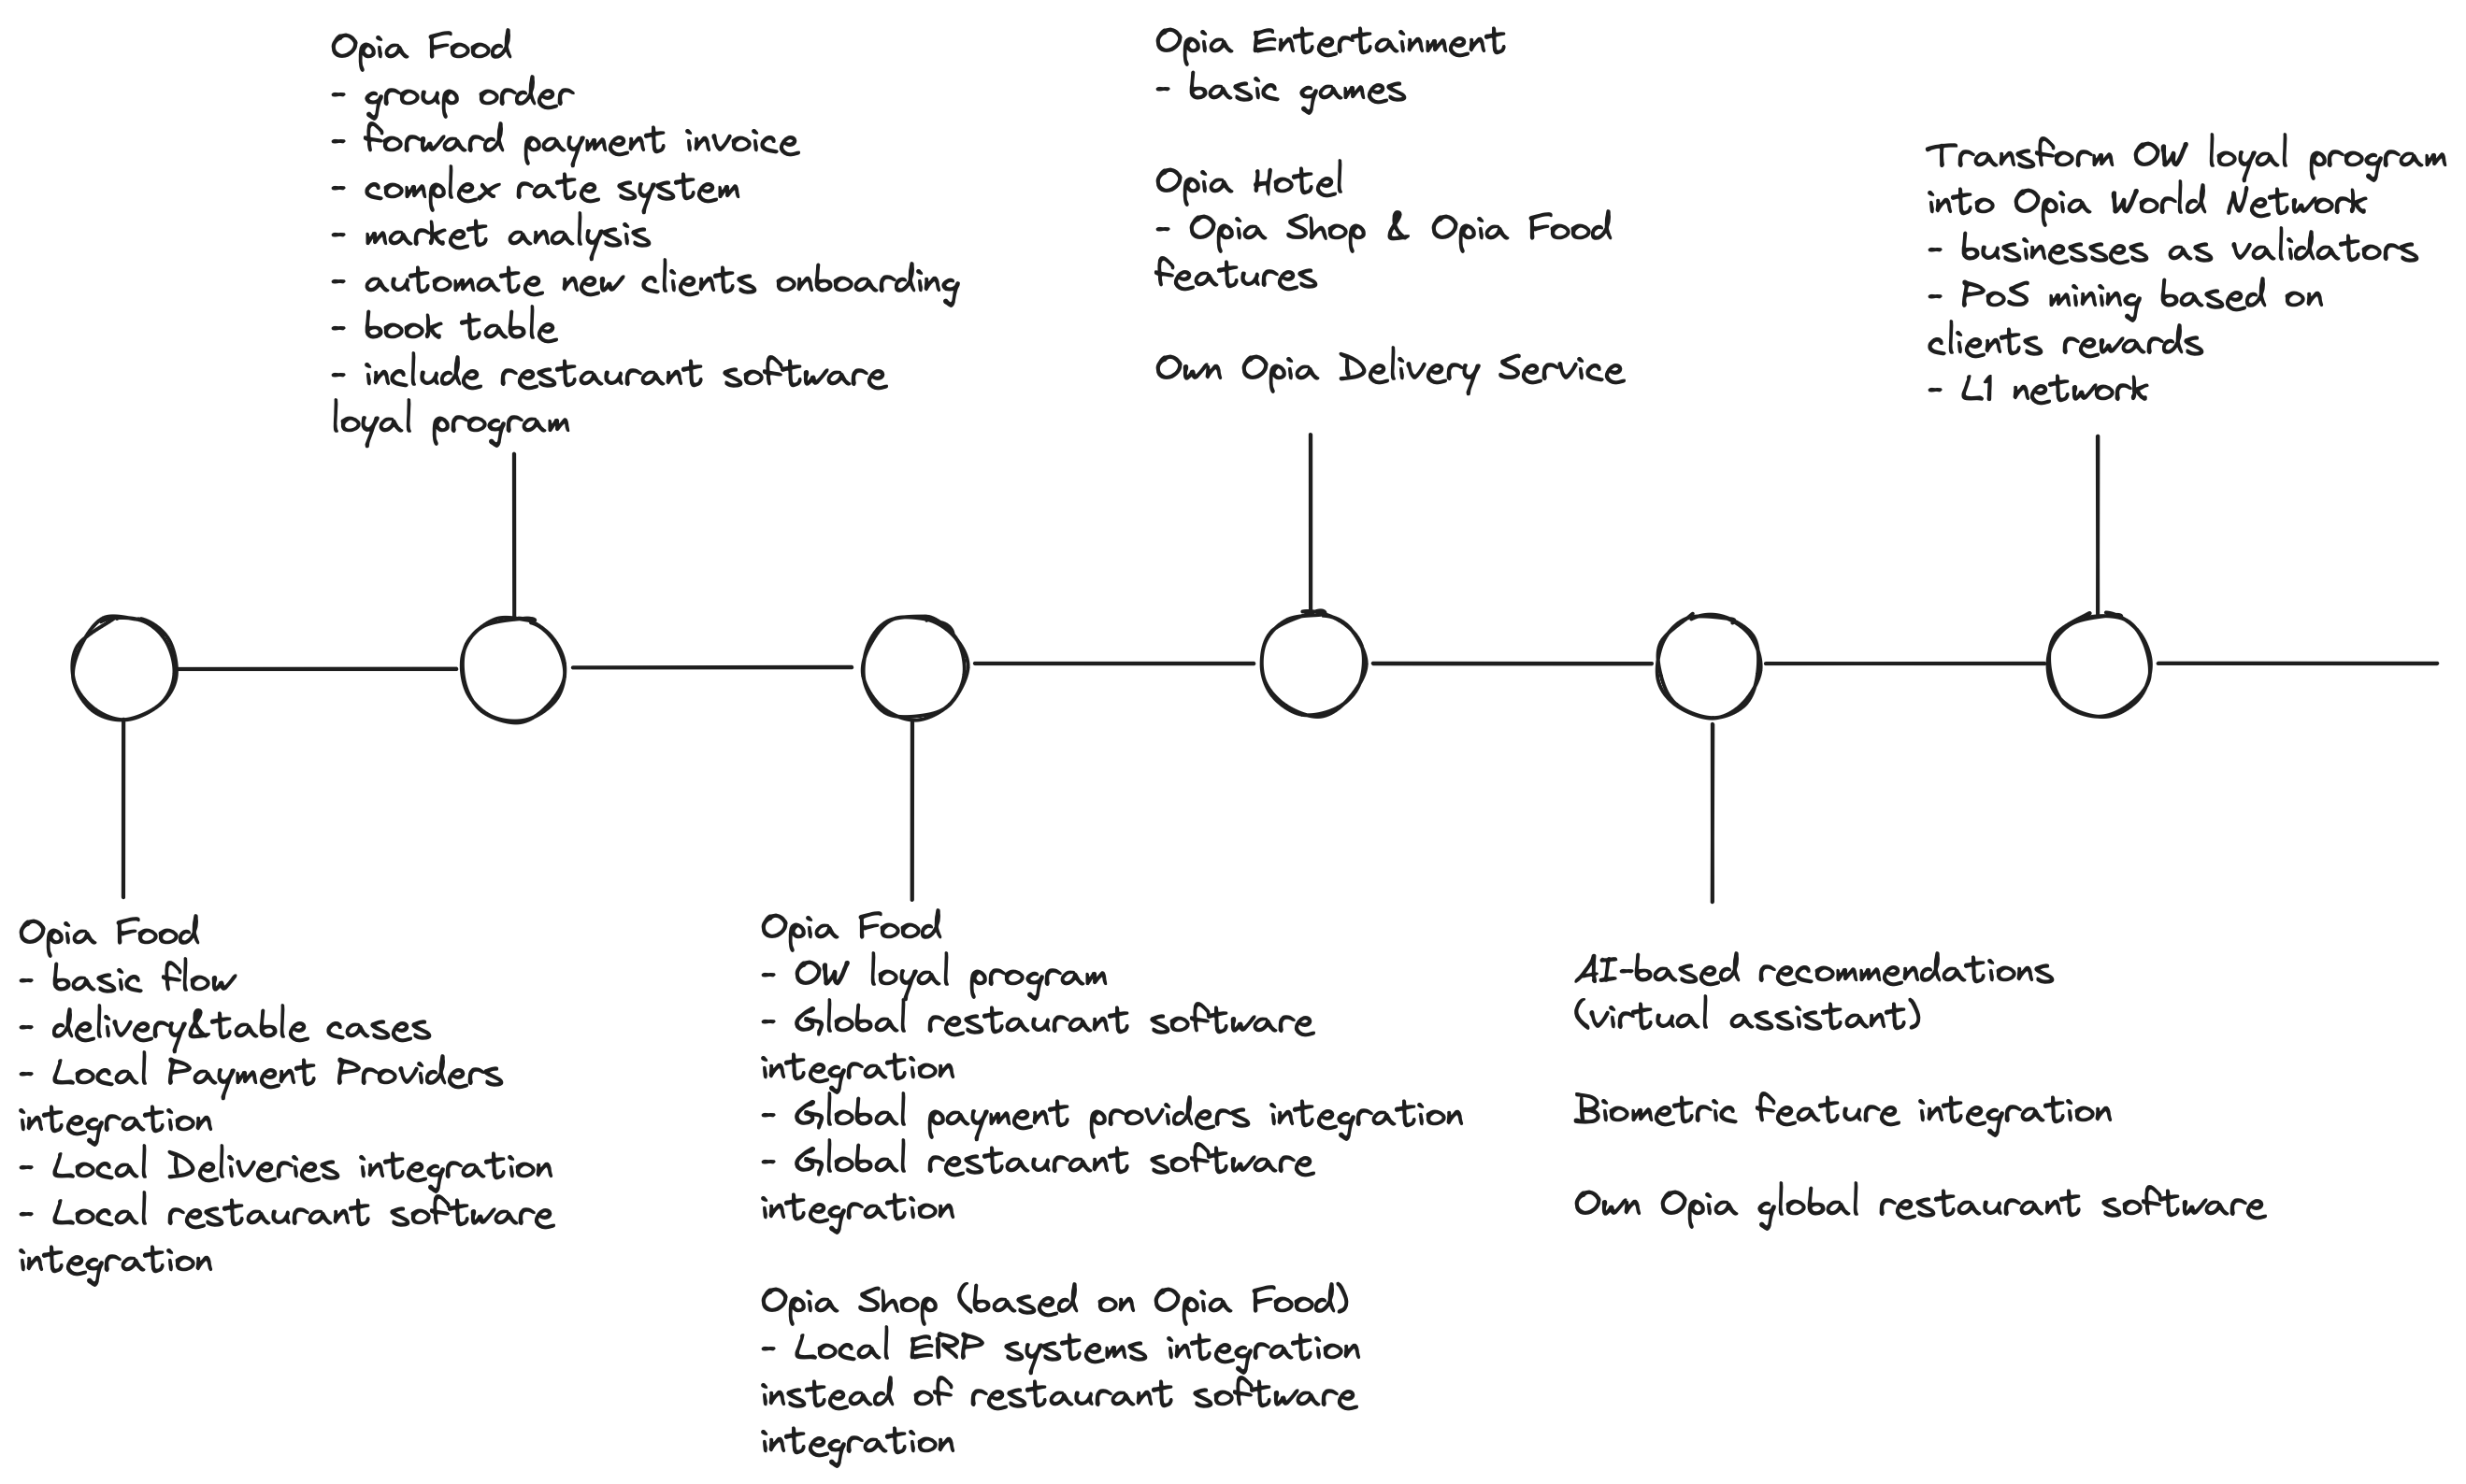 Opia Food
- group order
- forward payment invoice
- complex rate system
- market analysis
- automate new clients onboarding
- book table
- include restaurant software
loyal program
Opia Entertainment
- basic games
Opia Hotel
- Opia Shop & Opia Food
features
Own Opia Delivery Service
Transform OW loyal program
into Opia World Network
- businesses as validators
- PoS mining based on
clients rewards
- L1 network
Opia Food
- basic flow
- delivery&table cases
- Local Payment Providers
integration
- Local Deliveries integration
- Local restaurant software
integration
Opia Food
- OW loyal program
- Global restaurant software
integration
- Global payment providers integration
- Global restaurant software
integration
Opia Shop (based on Opia Food)
- Local ERP systems integration
instead of restaurant software
integration
AI-based recommendations
(virtual assistant)
Biometric feature integration
Own Opia global restaurant software